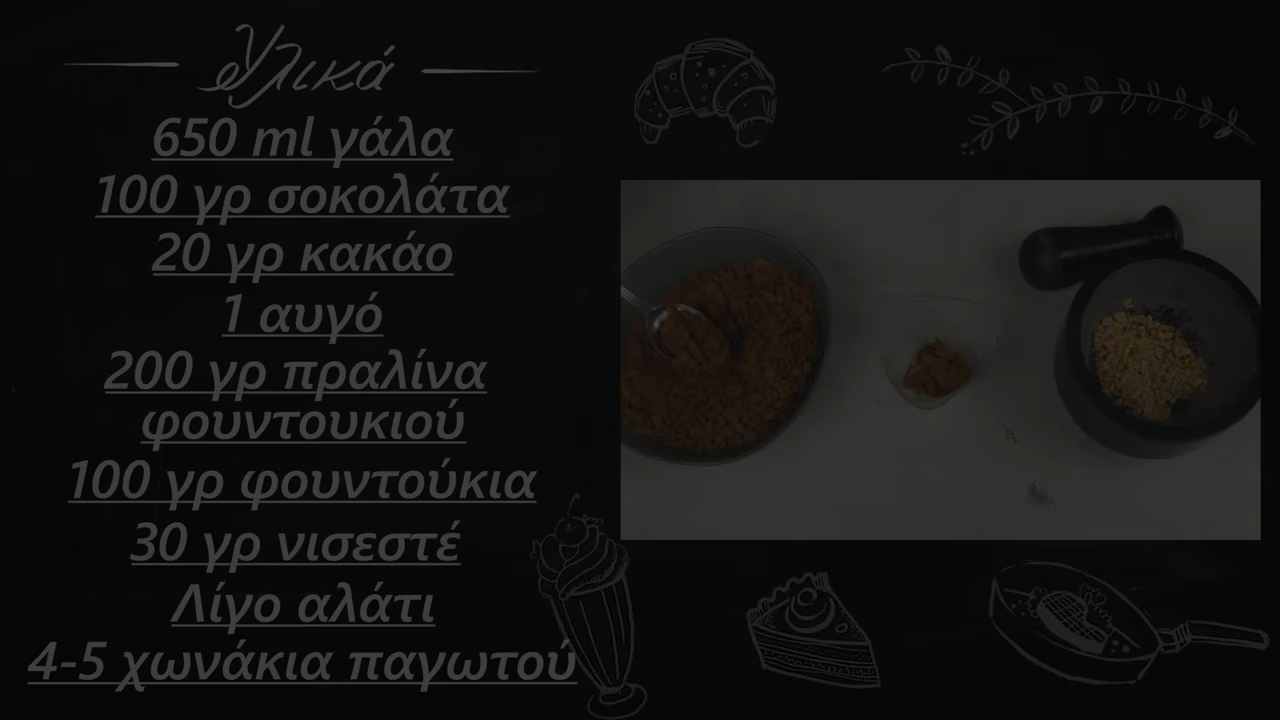 Υλικά
650 ml γάλα
100 γρ σοκολάτα
20 γρ κακάο
1 αυγό
200 γρ πραλίνα
φουντουκιού
100 γρ φουντούκια
30 γρ νισεστέ
Λίγο αλάτι
4-5 χωνάκια παγωτού